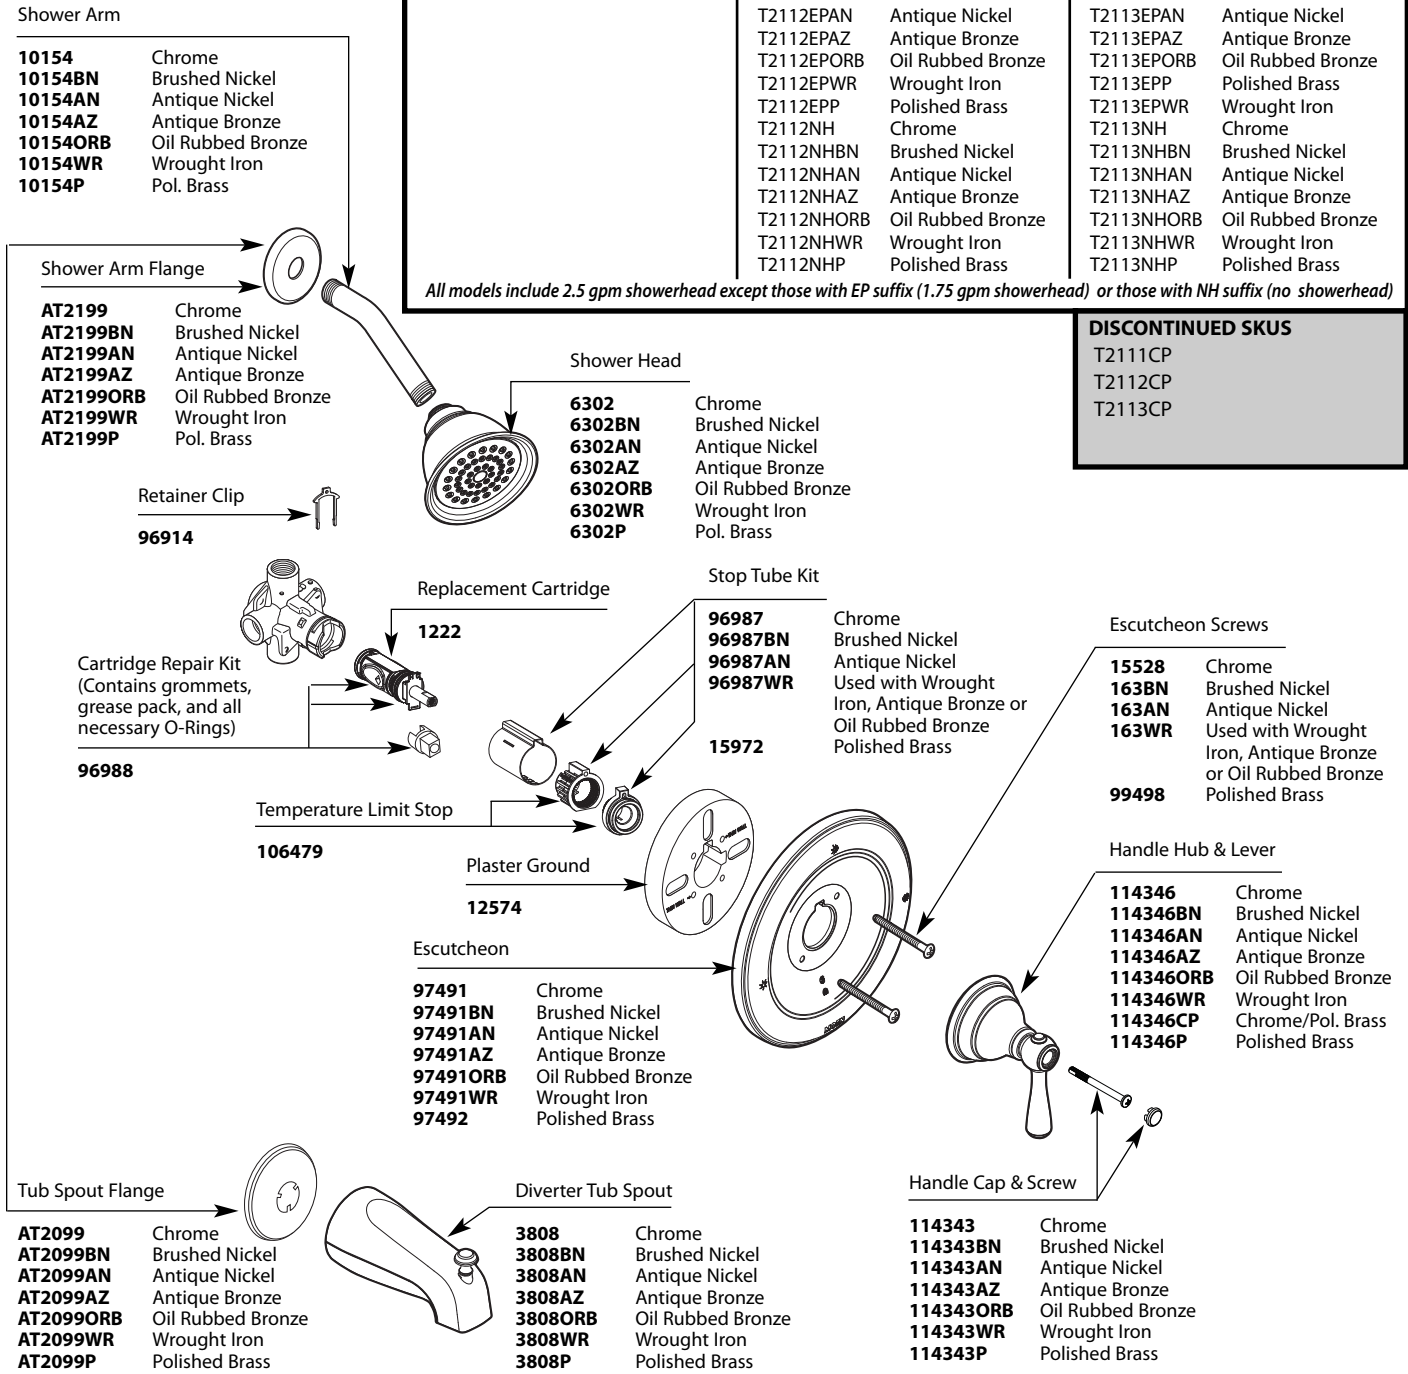 Shower Arm
10154 Chrome
10154BN Brushed Nickel
10154AN Antique Nickel
10154AZ Antique Bronze
10154ORB Oil Rubbed Bronze
10154WR Wrought Iron
10154P Pol. Brass
T2112EPAN Antique Nickel
T2112EPAZ Antique Bronze
T2112EPORB Oil Rubbed Bronze
T2112EPWR Wrought Iron
T2112EPP Polished Brass
T2112NH Chrome
T2112NHBN Brushed Nickel
T2112NHAN Antique Nickel
T2112NHAZ Antique Bronze
T2112NHORB Oil Rubbed Bronze
T2112NHWR Wrought Iron
T2112NHP Polished Brass
T2113EPAN Antique Nickel
T2113EPAZ Antique Bronze
T2113EPORB Oil Rubbed Bronze
T2113EPP Polished Brass
T2113EPWR Wrought Iron
T2113NH Chrome
T2113NHBN Brushed Nickel
T2113NHAN Antique Nickel
T2113NHAZ Antique Bronze
T2113NHORB Oil Rubbed Bronze
T2113NHWR Wrought Iron
T2113NHP Polished Brass
All models include 2.5 gpm showerhead except those with EP suffix (1.75 gpm showerhead) or those with NH suffix (no showerhead)
DISCONTINUED SKUS
T2111CP
T2112CP
T2113CP
Shower Arm Flange
AT2199 Chrome
AT2199BN Brushed Nickel
AT2199AN Antique Nickel
AT2199AZ Antique Bronze
AT2199ORB Oil Rubbed Bronze
AT2199WR Wrought Iron
AT2199P Pol. Brass
Shower Head
6302 Chrome
6302BN Brushed Nickel
6302AN Antique Nickel
6302AZ Antique Bronze
6302ORB Oil Rubbed Bronze
6302WR Wrought Iron
6302P Pol. Brass
Retainer Clip
96914
Replacement Cartridge
1222
Stop Tube Kit
96987 Chrome
96987BN Brushed Nickel
96987AN Antique Nickel
96987WR Used with Wrought
Iron, Antique Bronze or
Oil Rubbed Bronze
15972 Polished Brass
Escutcheon Screws
15528 Chrome
163BN Brushed Nickel
163AN Antique Nickel
163WR Used with Wrought
Iron, Antique Bronze
or Oil Rubbed Bronze
99498 Polished Brass
Cartridge Repair Kit
(Contains grommets,
grease pack, and all
necessary O-Rings)
96988
Temperature Limit Stop
106479
Plaster Ground
12574
Handle Hub & Lever
114346 Chrome
114346BN Brushed Nickel
114346AN Antique Nickel
114346AZ Antique Bronze
114346ORB Oil Rubbed Bronze
114346WR Wrought Iron
114346CP Chrome/Pol. Brass
114346P Polished Brass
Escutcheon
97491 Chrome
97491BN Brushed Nickel
97491AN Antique Nickel
97491AZ Antique Bronze
97491ORB Oil Rubbed Bronze
97491WR Wrought Iron
97492 Polished Brass
Tub Spout Flange
AT2099 Chrome
AT2099BN Brushed Nickel
AT2099AN Antique Nickel
AT2099AZ Antique Bronze
AT2099ORB Oil Rubbed Bronze
AT2099WR Wrought Iron
AT2099P Polished Brass
Diverter Tub Spout
3808 Chrome
3808BN Brushed Nickel
3808AN Antique Nickel
3808AZ Antique Bronze
3808ORB Oil Rubbed Bronze
3808WR Wrought Iron
3808P Polished Brass
Handle Cap & Screw
114343 Chrome
114343BN Brushed Nickel
114343AN Antique Nickel
114343AZ Antique Bronze
114343ORB Oil Rubbed Bronze
114343WR Wrought Iron
114343P Polished Brass